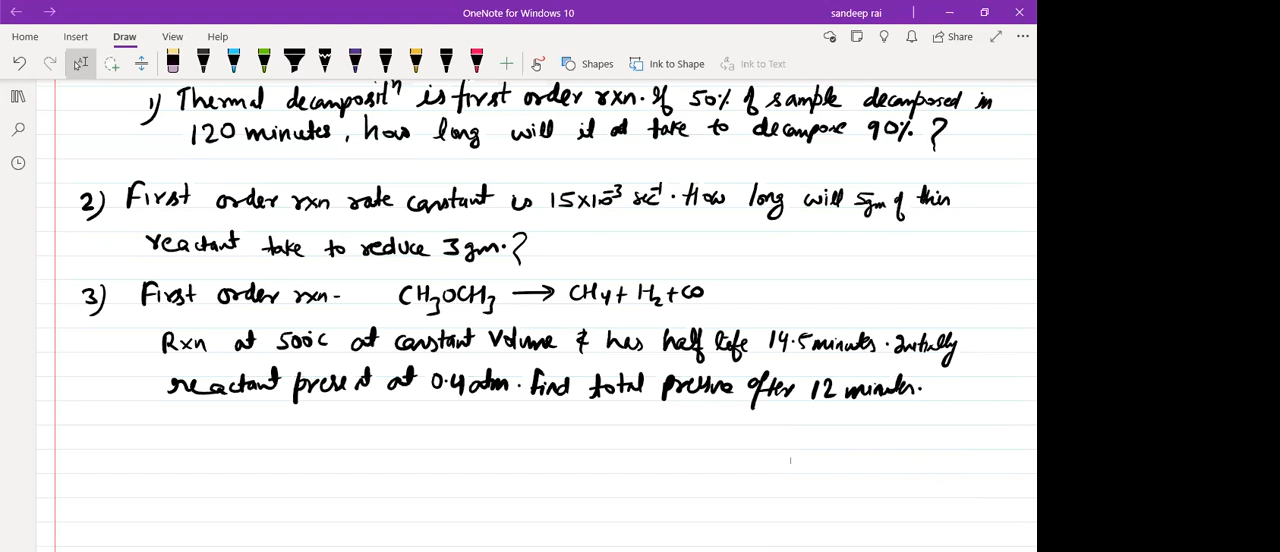 OneNote for Windows 10
sandeep rai
Home Insert Draw View Help
Share
Shapes Ink to Shape Ink to Text
1) Thermal decompositⁿ is first order rxn. If 50% of sample decomposed in
120 minutes, how long will it take to decompose 90%?
2) First order rxn rate constant is 15×10⁻³ sec⁻¹. How long will 5gm of this
reactant take to reduce 3gm.?
3) First order rxn- CH₃OCH₃ → CH₄ + H₂ + CO
Rxn at 500°C at constant volume & has half life 14.5 minutes. Initially
reactant present at 0.4 atm. find total pressure after 12 minutes.